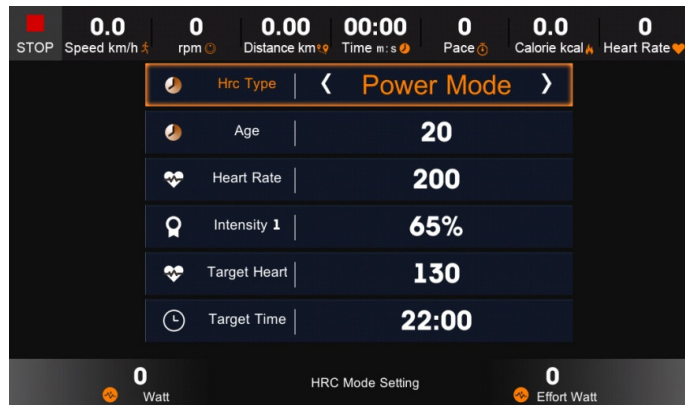 0.0 0 0.00 00:00 0 0.0 0
STOP Speed km/h rpm Distance km Time m:s Pace Calorie kcal Heart Rate
Hrc Type ❬ Power Mode ❭
Age 20
Heart Rate 200
Intensity 1 65%
Target Heart 130
Target Time 22:00
0 0
Watt HRC Mode Setting Effort Watt